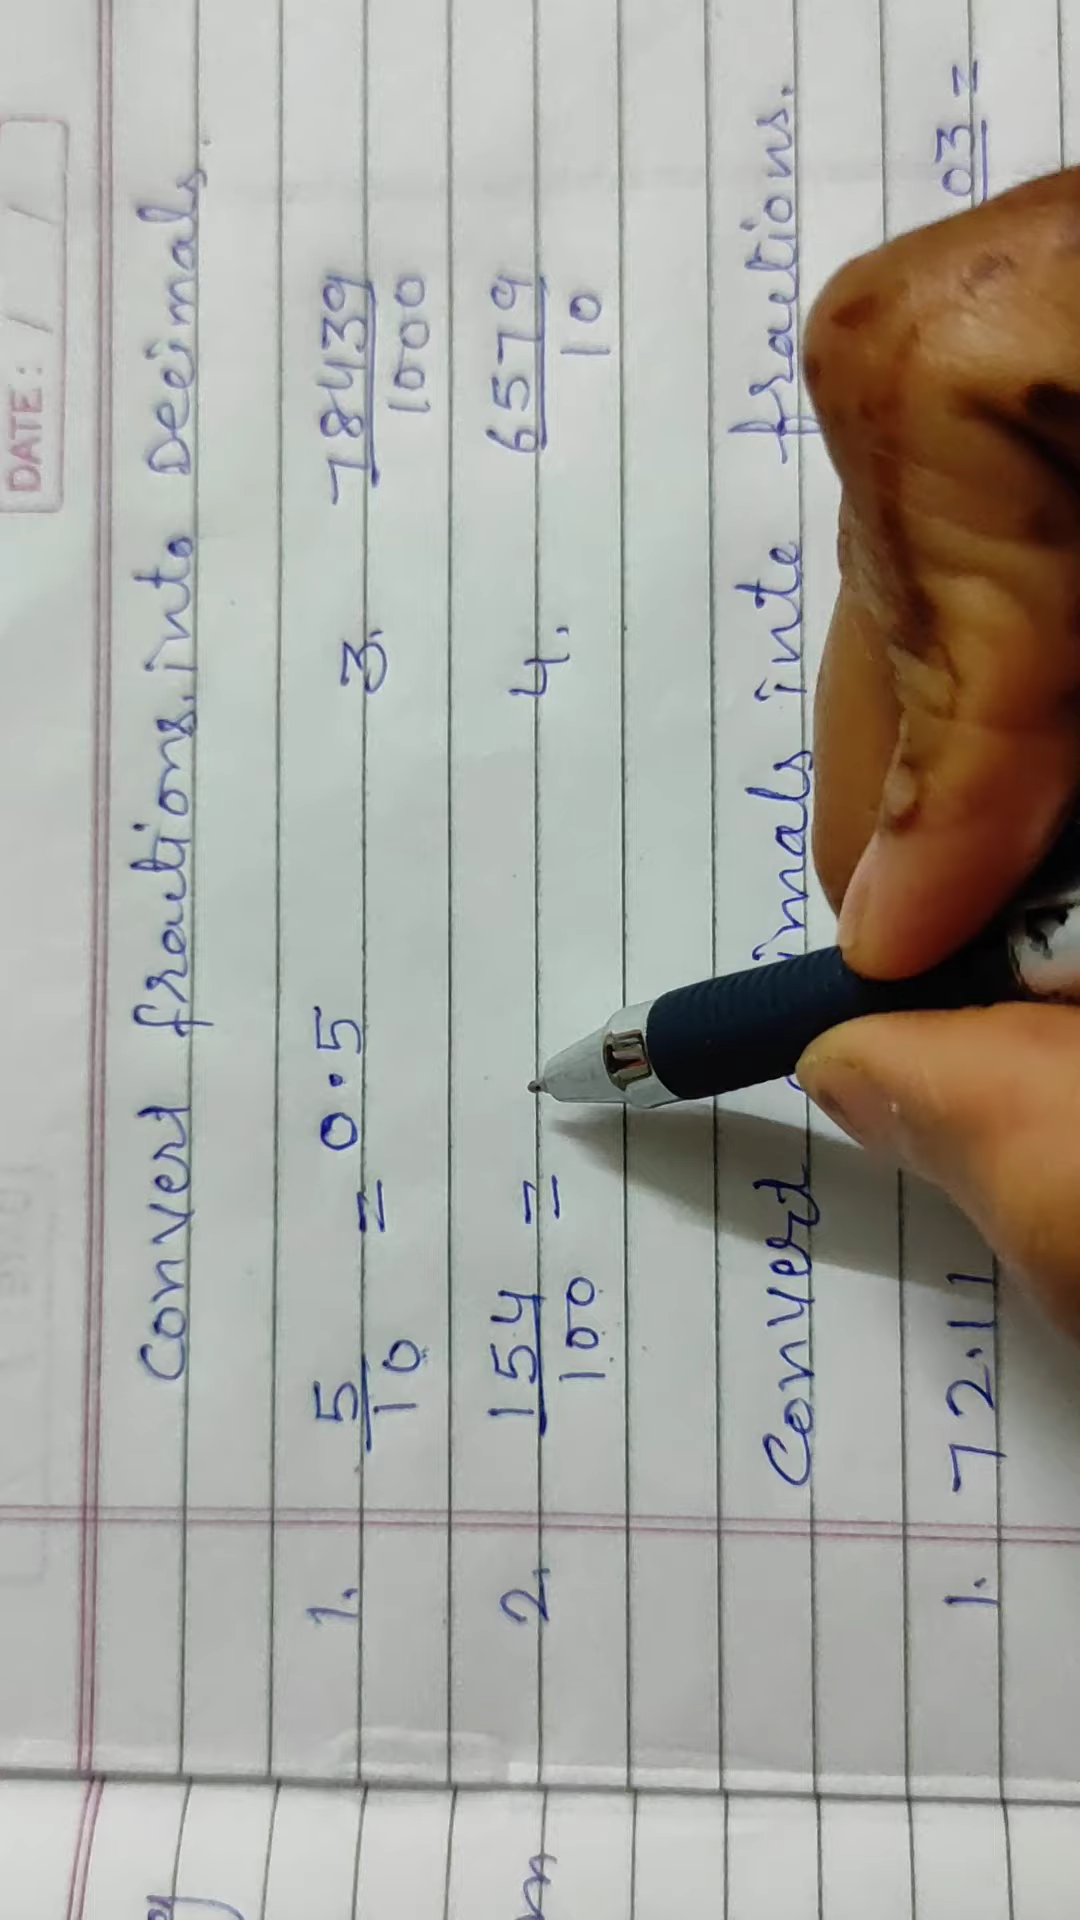 DATE: / /
Convert fractions into Decimals.
1. 5/10 = 0.5 3. 78439/1000
2. 154/100 = 4. 6579/10
Convert imals into fractions.
1. 72.11 03 =